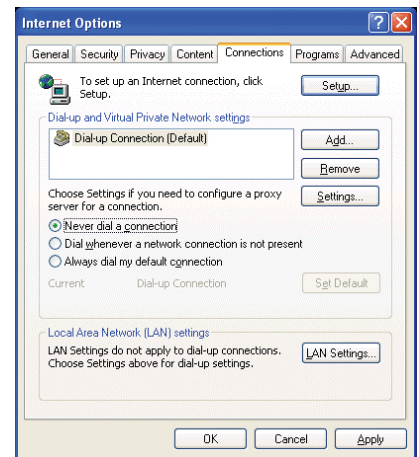 Internet Options
General Security Privacy Content Connections Programs Advanced
To set up an Internet connection, click
Setup.
Setup...
Dial-up and Virtual Private Network settings
Dial-up Connection (Default)
Add...
Remove
Choose Settings if you need to configure a proxy
server for a connection.
Settings...
Never dial a connection
Dial whenever a network connection is not present
Always dial my default connection
Current Dial-up Connection
Set Default
Local Area Network (LAN) settings
LAN Settings do not apply to dial-up connections.
Choose Settings above for dial-up settings.
LAN Settings...
OK Cancel Apply